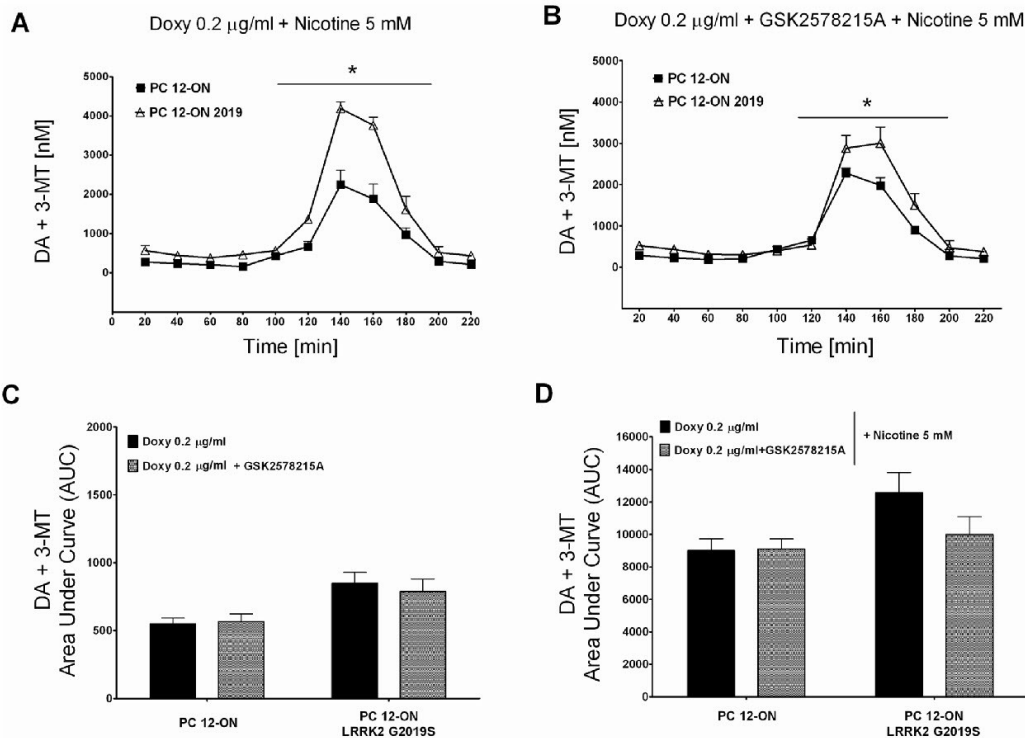 A
Doxy 0.2 μg/ml + Nicotine 5 mM
DA + 3-MT [nM]
5000
4000
3000
2000
1000
0
PC 12-ON
PC 12-ON 2019
*
0 20 40 60 80 100 120 140 160 180 200 220
Time [min]
B
Doxy 0.2 μg/ml + GSK2578215A + Nicotine 5 mM
DA + 3-MT [nM]
5000
4000
3000
2000
1000
0
PC 12-ON
PC 12-ON 2019
*
20 40 60 80 100 120 140 160 180 200 220
Time [min]
C
DA + 3-MT
Area Under Curve (AUC)
2000
1500
1000
500
0
Doxy 0.2 μg/ml
Doxy 0.2 μg/ml + GSK2578215A
PC 12-ON
PC 12-ON
LRRK2 G2019S
D
DA + 3-MT
Area Under Curve (AUC)
16000
14000
12000
10000
8000
6000
4000
2000
0
Doxy 0.2 μg/ml
Doxy 0.2 μg/ml+GSK2578215A
+ Nicotine 5 mM
PC 12-ON
PC 12-ON
LRRK2 G2019S